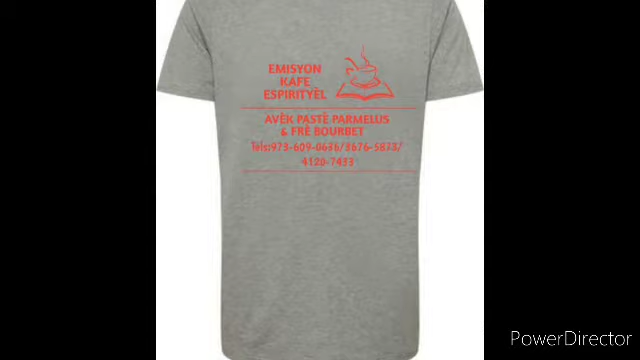 EMISYON
KAFE
ESPIRITYÈL
AVÈK PASTÈ PARMELUS
& FRÈ BOURBET
Tels:973-609-0636/3676-5873/
4120-7433
PowerDirector